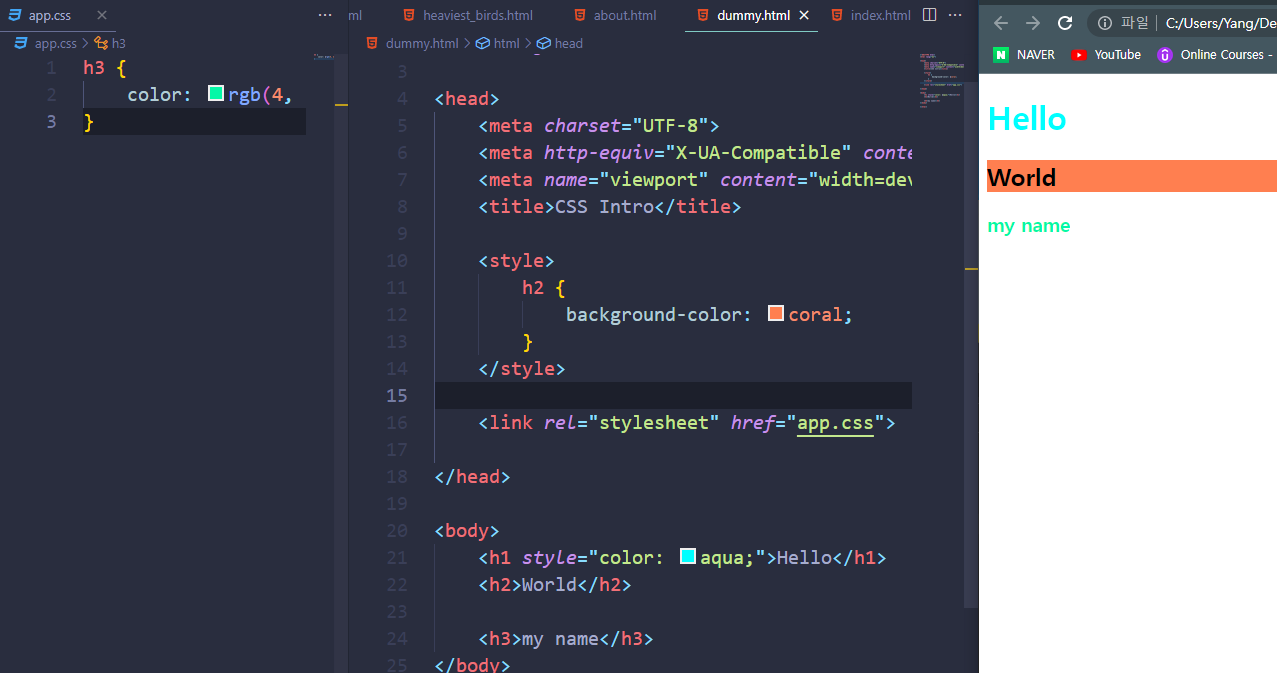 app.css
app.css > h3
1 h3 {
2 color: rgb(4,
3 }
ml heaviest_birds.html about.html dummy.html index.html
dummy.html > html > head
3
4 <head>
5 <meta charset="UTF-8">
6 <meta http-equiv="X-UA-Compatible" conte
7 <meta name="viewport" content="width=dev
8 <title>CSS Intro</title>
9
10 <style>
11 h2 {
12 background-color: coral;
13 }
14 </style>
15
16 <link rel="stylesheet" href="app.css">
17
18 </head>
19
20 <body>
21 <h1 style="color: aqua;">Hello</h1>
22 <h2>World</h2>
23
24 <h3>my name</h3>
25 </body>
파일 | C:/Users/Yang/De
NAVER YouTube Online Courses -
Hello
World
my name